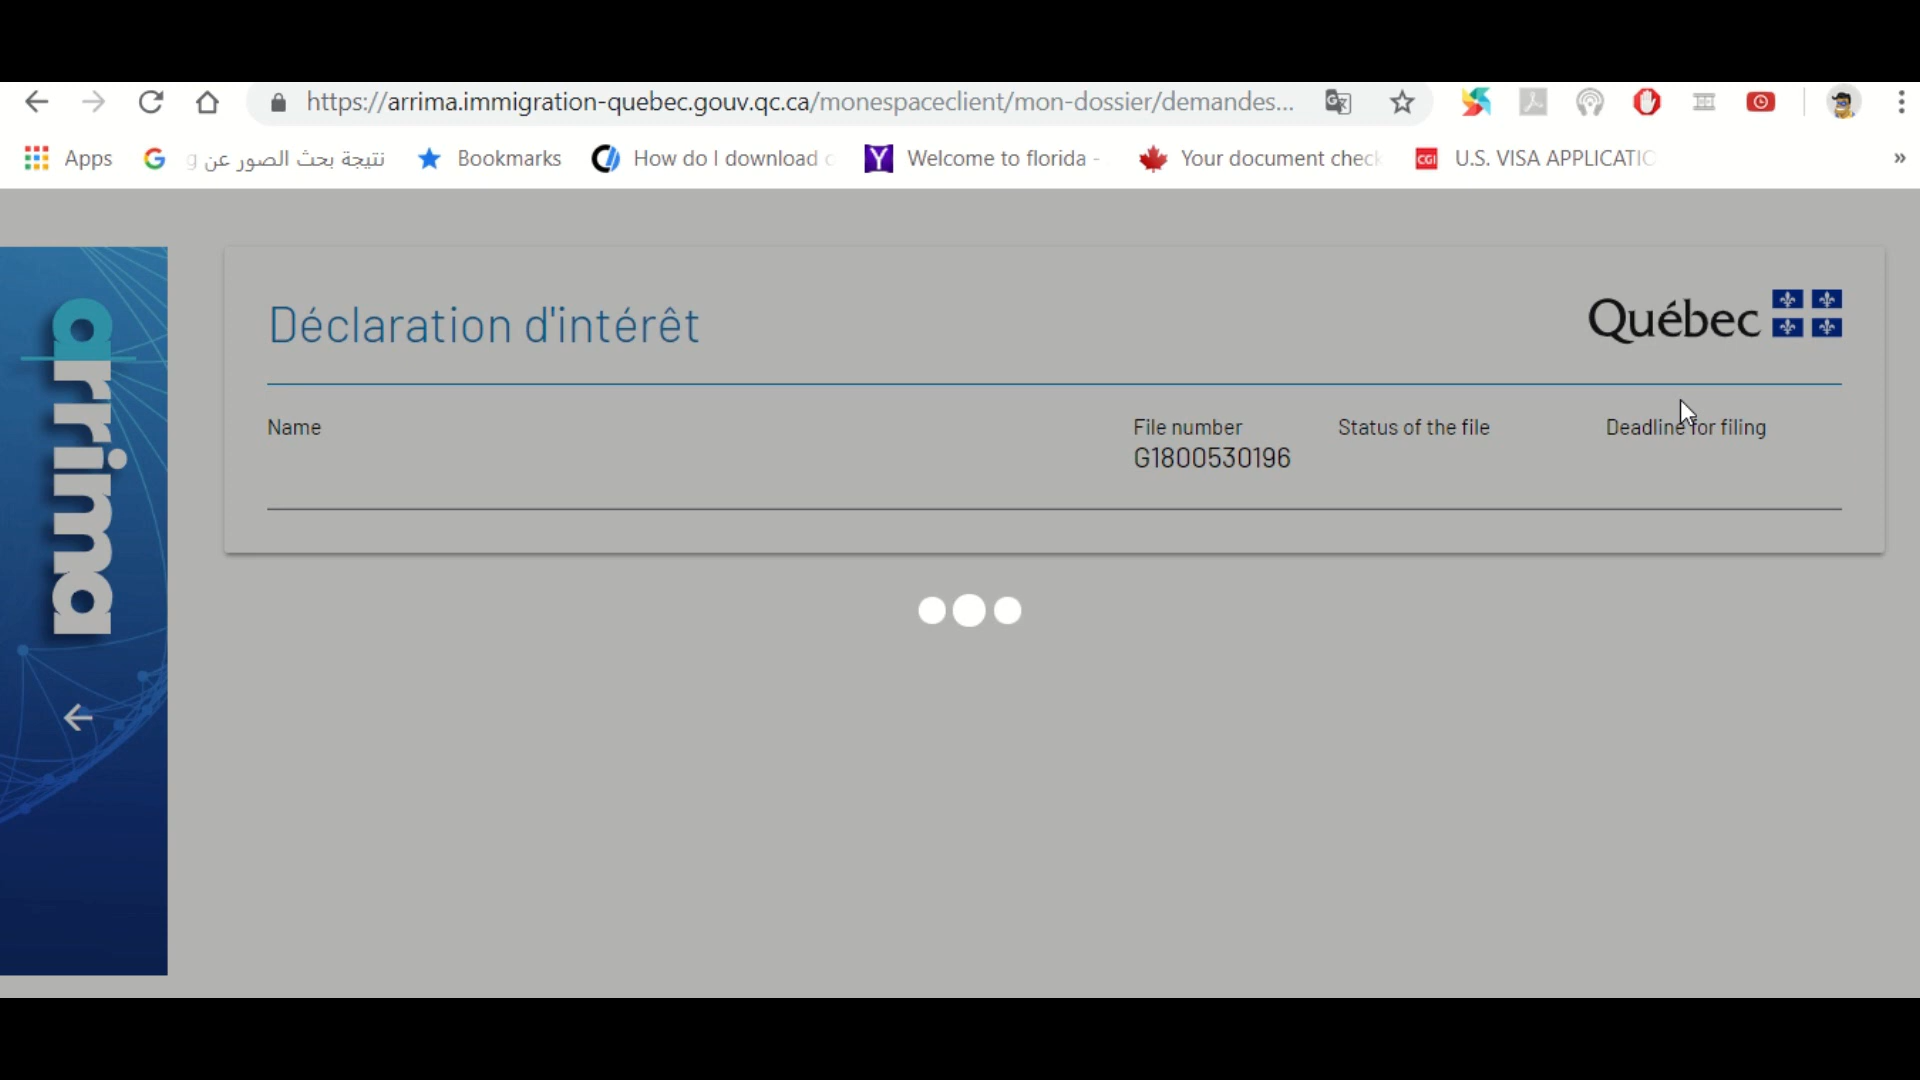 https://arrima.immigration-quebec.gouv.qc.ca/monespaceclient/mon-dossier/demandes...
Apps
نتيجة بحث الصور عن g
Bookmarks
How do I download
Welcome to florida -
Your document check
U.S. VISA APPLICATIO
arrima
Déclaration d'intérêt
Québec
Name
File number
Status of the file
Deadline for filing
G1800530196